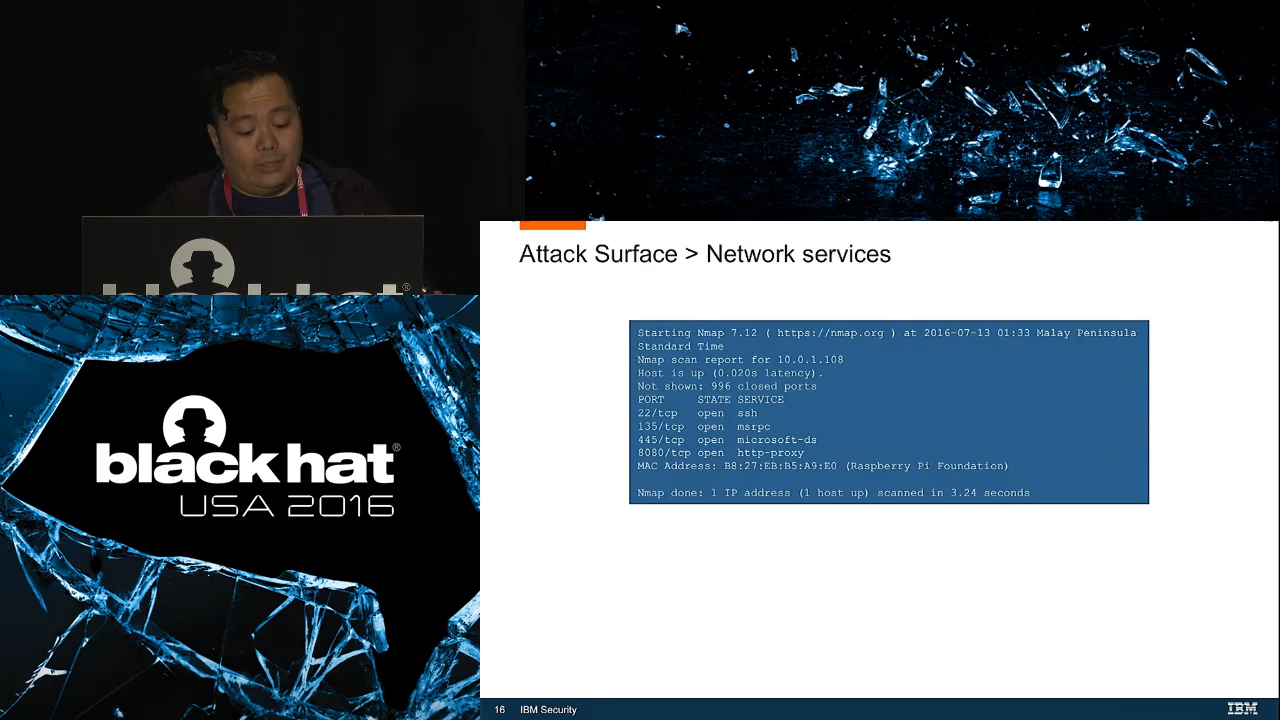 Attack Surface > Network services
Starting Nmap 7.12 ( https://nmap.org ) at 2016-07-13 01:33 Malay Peninsula
Standard Time
Nmap scan report for 10.0.1.108
Host is up (0.020s latency).
Not shown: 996 closed ports
PORT STATE SERVICE
22/tcp open ssh
135/tcp open msrpc
445/tcp open microsoft-ds
8080/tcp open http-proxy
MAC Address: B8:27:EB:B5:A9:E0 (Raspberry Pi Foundation)
Nmap done: 1 IP address (1 host up) scanned in 3.24 seconds
black hat®
black hat®
USA 2016
16 IBM Security
IBM